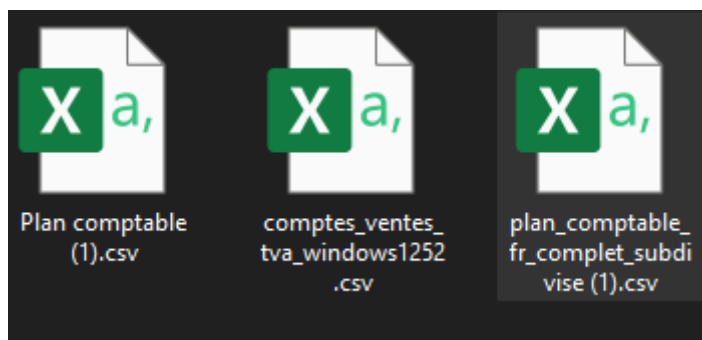 X a,
X a,
X a,
Plan comptable
(1).csv
comptes_ventes_
tva_windows1252
.csv
plan_comptable_
fr_complet_subdi
vise (1).csv